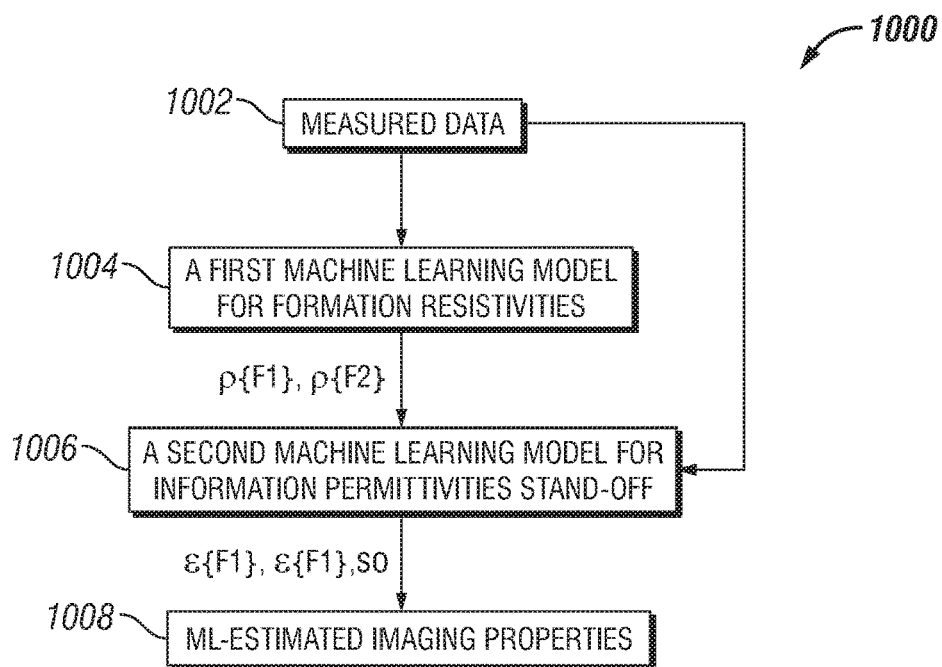 1000
1002
MEASURED DATA
1004
A FIRST MACHINE LEARNING MODEL
FOR FORMATION RESISTIVITIES
ρ{F1}, ρ{F2}
1006
A SECOND MACHINE LEARNING MODEL FOR
INFORMATION PERMITTIVITIES STAND-OFF
ε{F1}, ε{F1},so
1008
ML-ESTIMATED IMAGING PROPERTIES